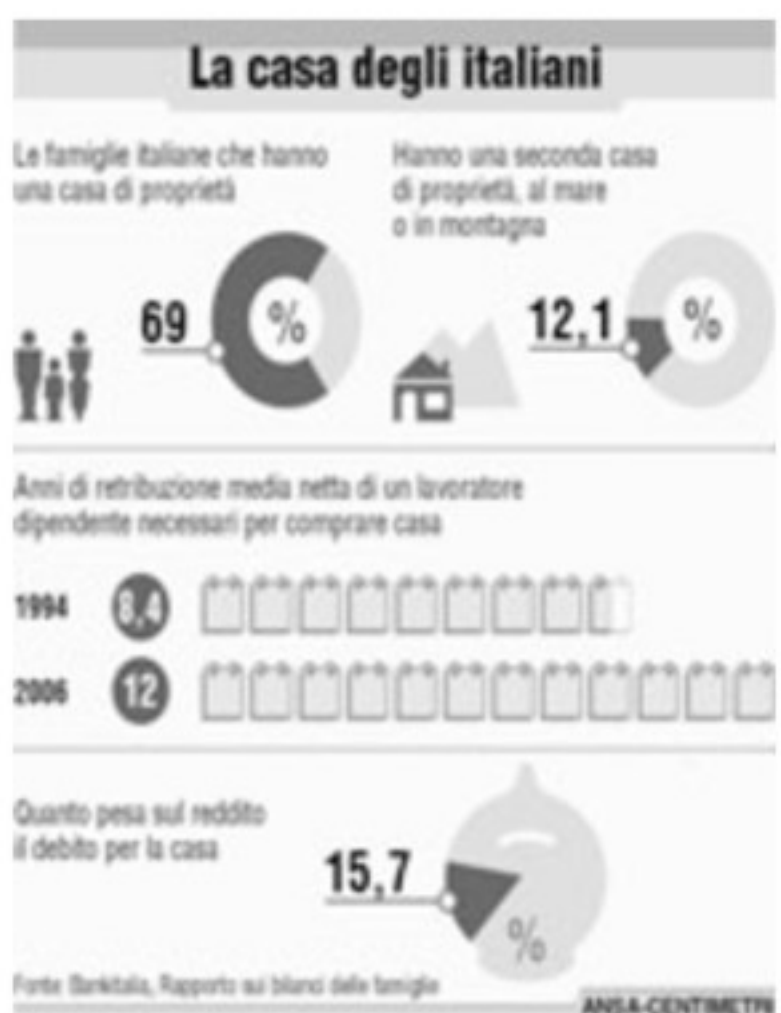 La casa degli italiani
Le famiglie italiane che hanno
una casa di proprietà
69
%
Hanno una seconda casa
di proprietà, al mare
o in montagna
12,1
%
Anni di retribuzione media netta di un lavoratore
dipendente necessari per comprare casa
1994
8,4
2006
12
Quanto pesa sul reddito
il debito per la casa
15,7
%
Fonte: Bankitalia, Rapporto sui bilanci delle famiglie
ANSA-CENTIMETRI